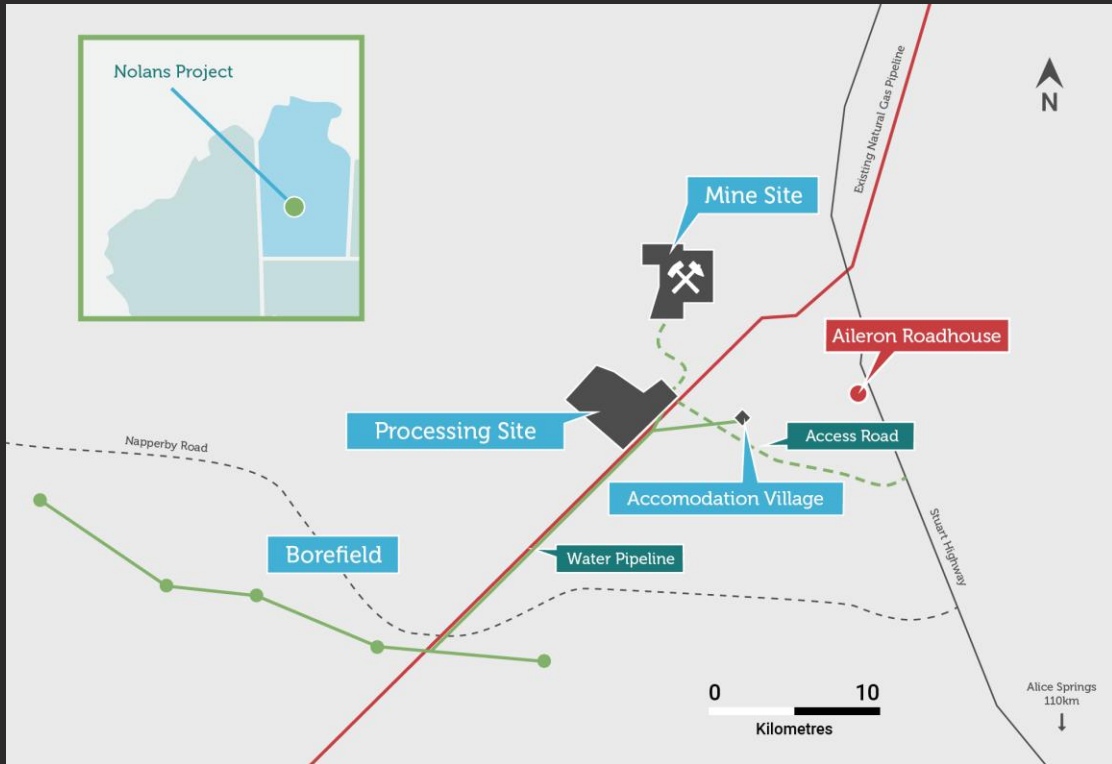 Nolans Project
N
Existing Natural Gas Pipeline
Mine Site
Aileron Roadhouse
Processing Site
Access Road
Napperby Road
Accomodation Village
Stuart Highway
Borefield
Water Pipeline
0 10
Kilometres
Alice Springs
110km